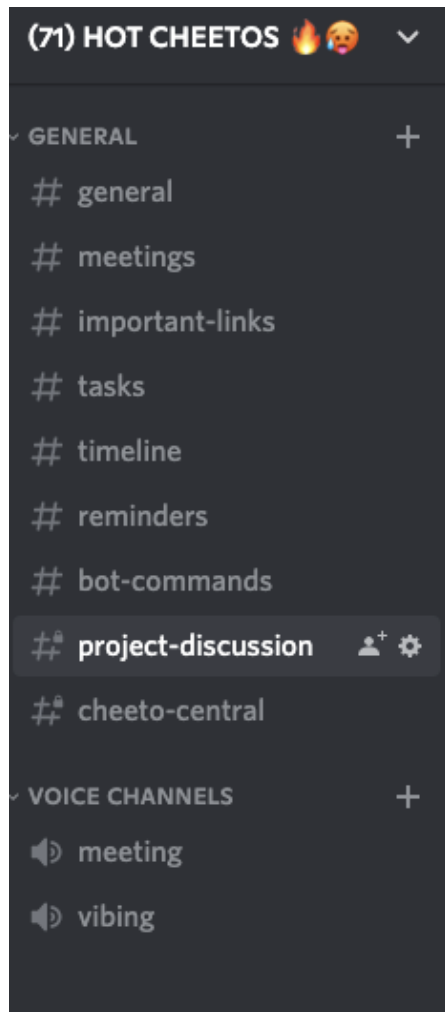 (71) HOT CHEETOS 🔥🥵
GENERAL
# general
# meetings
# important-links
# tasks
# timeline
# reminders
# bot-commands
# project-discussion
# cheeto-central
VOICE CHANNELS
meeting
vibing